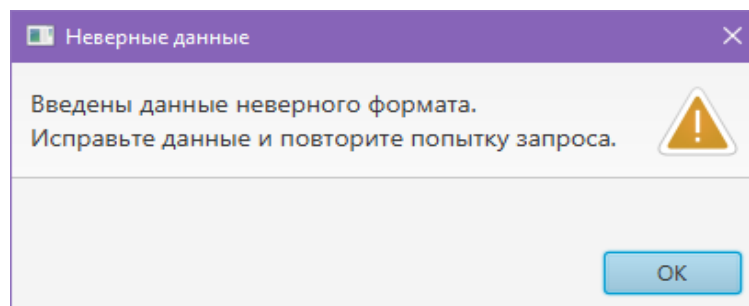 Неверные данные
Введены данные неверного формата.
Исправьте данные и повторите попытку запроса.
OK